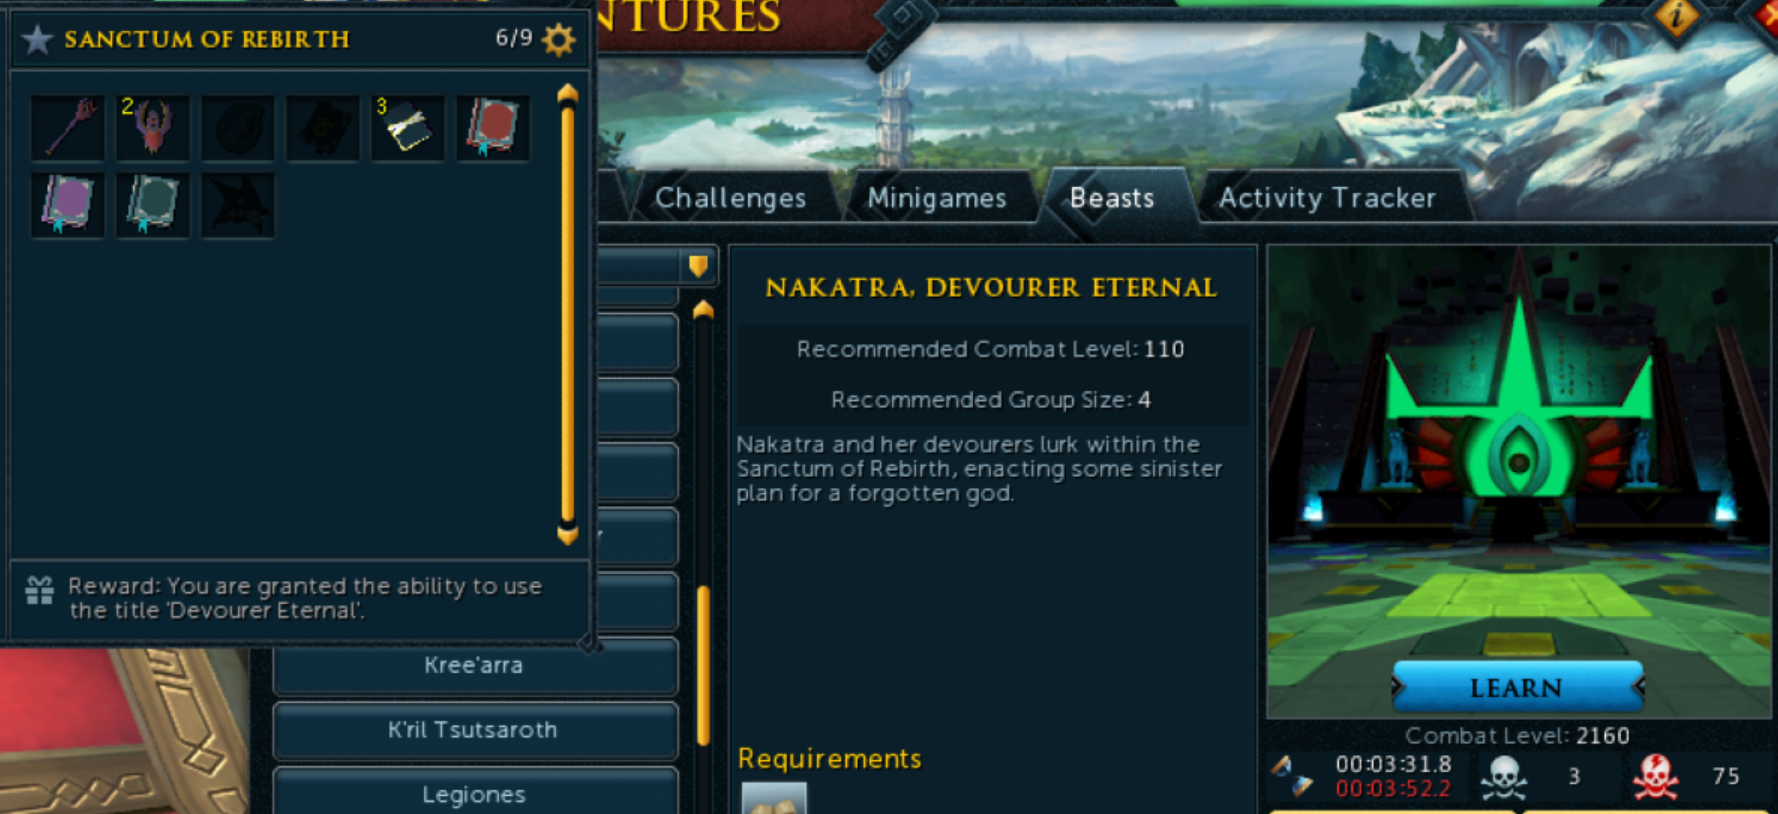 NTURES
SANCTUM OF REBIRTH
6/9
2
3
Reward: You are granted the ability to use
the title 'Devourer Eternal'.
Challenges
Minigames
Beasts
Activity Tracker
Kree'arra
K'ril Tsutsaroth
Legiones
NAKATRA, DEVOURER ETERNAL
Recommended Combat Level: 110
Recommended Group Size: 4
Nakatra and her devourers lurk within the
Sanctum of Rebirth, enacting some sinister
plan for a forgotten god.
Requirements
i
LEARN
Combat Level: 2160
00:03:31.8
00:03:52.2
3
75